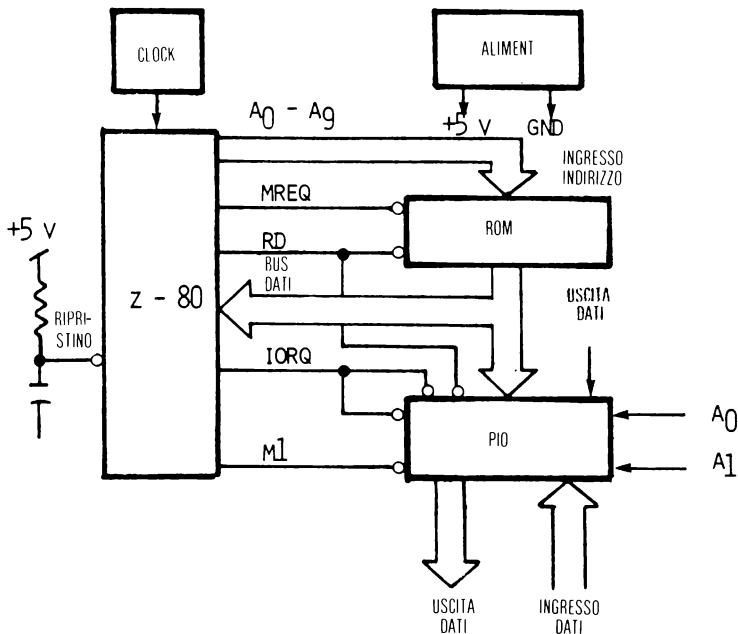 CLOCK
ALIMENT
A0 - A9
+5 V
GND
INGRESSO
INDIRIZZO
MREQ
ROM
+5 V
RD
BUS
DATI
Z - 80
USCITA
DATI
RIPRI-
STINO
IORQ
A0
PIO
M1
A1
USCITA
DATI
INGRESSO
DATI